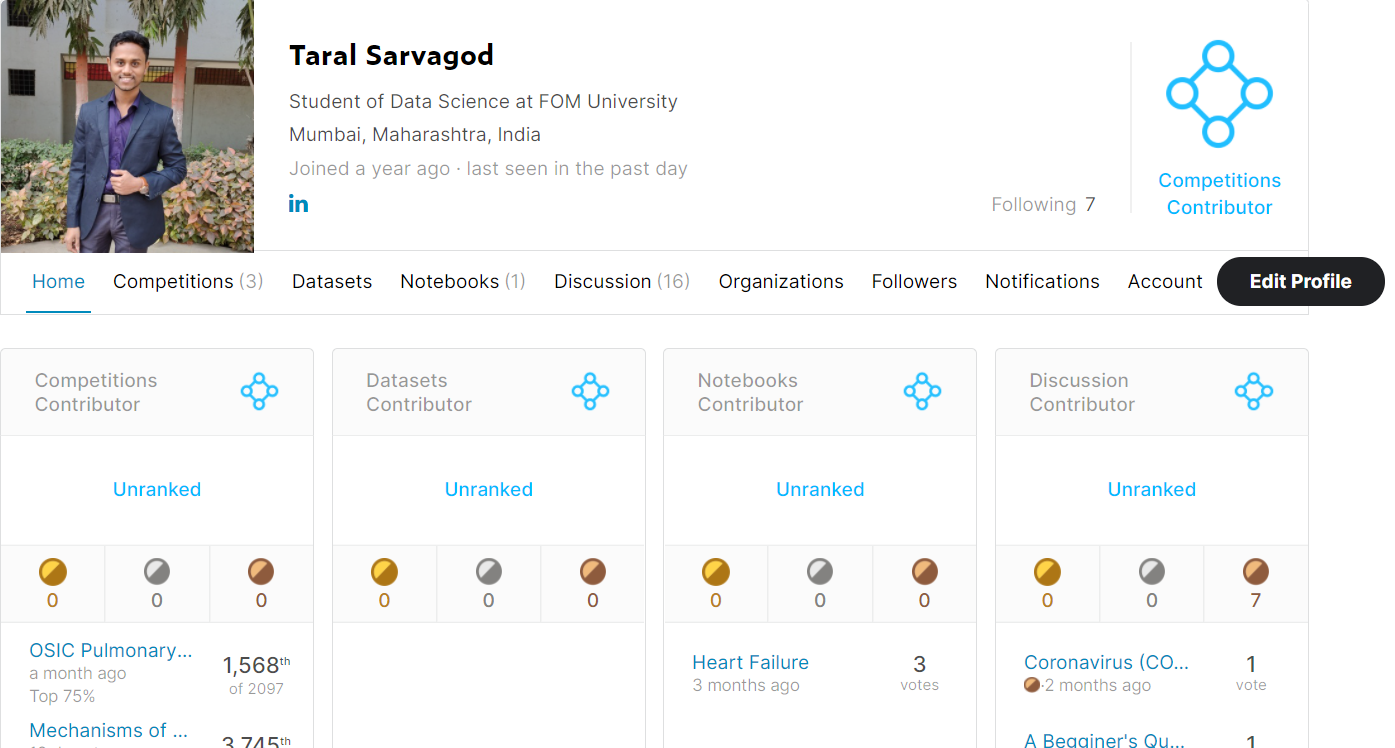 Taral Sarvagod
Student of Data Science at FOM University
Mumbai, Maharashtra, India
Joined a year ago · last seen in the past day
in
Following 7
Competitions
Contributor
Home Competitions (3) Datasets Notebooks (1) Discussion (16) Organizations Followers Notifications Account Edit Profile
Competitions
Contributor
Unranked
0 0 0
OSIC Pulmonary...
a month ago
Top 75%
1,568th
of 2097
Mechanisms of ...
3,745th
Datasets
Contributor
Unranked
0 0 0
Notebooks
Contributor
Unranked
0 0 0
Heart Failure
3 months ago
3
votes
Discussion
Contributor
Unranked
0 0 7
Coronavirus (CO...
·2 months ago
1
vote
A Begginer's Qu...
1